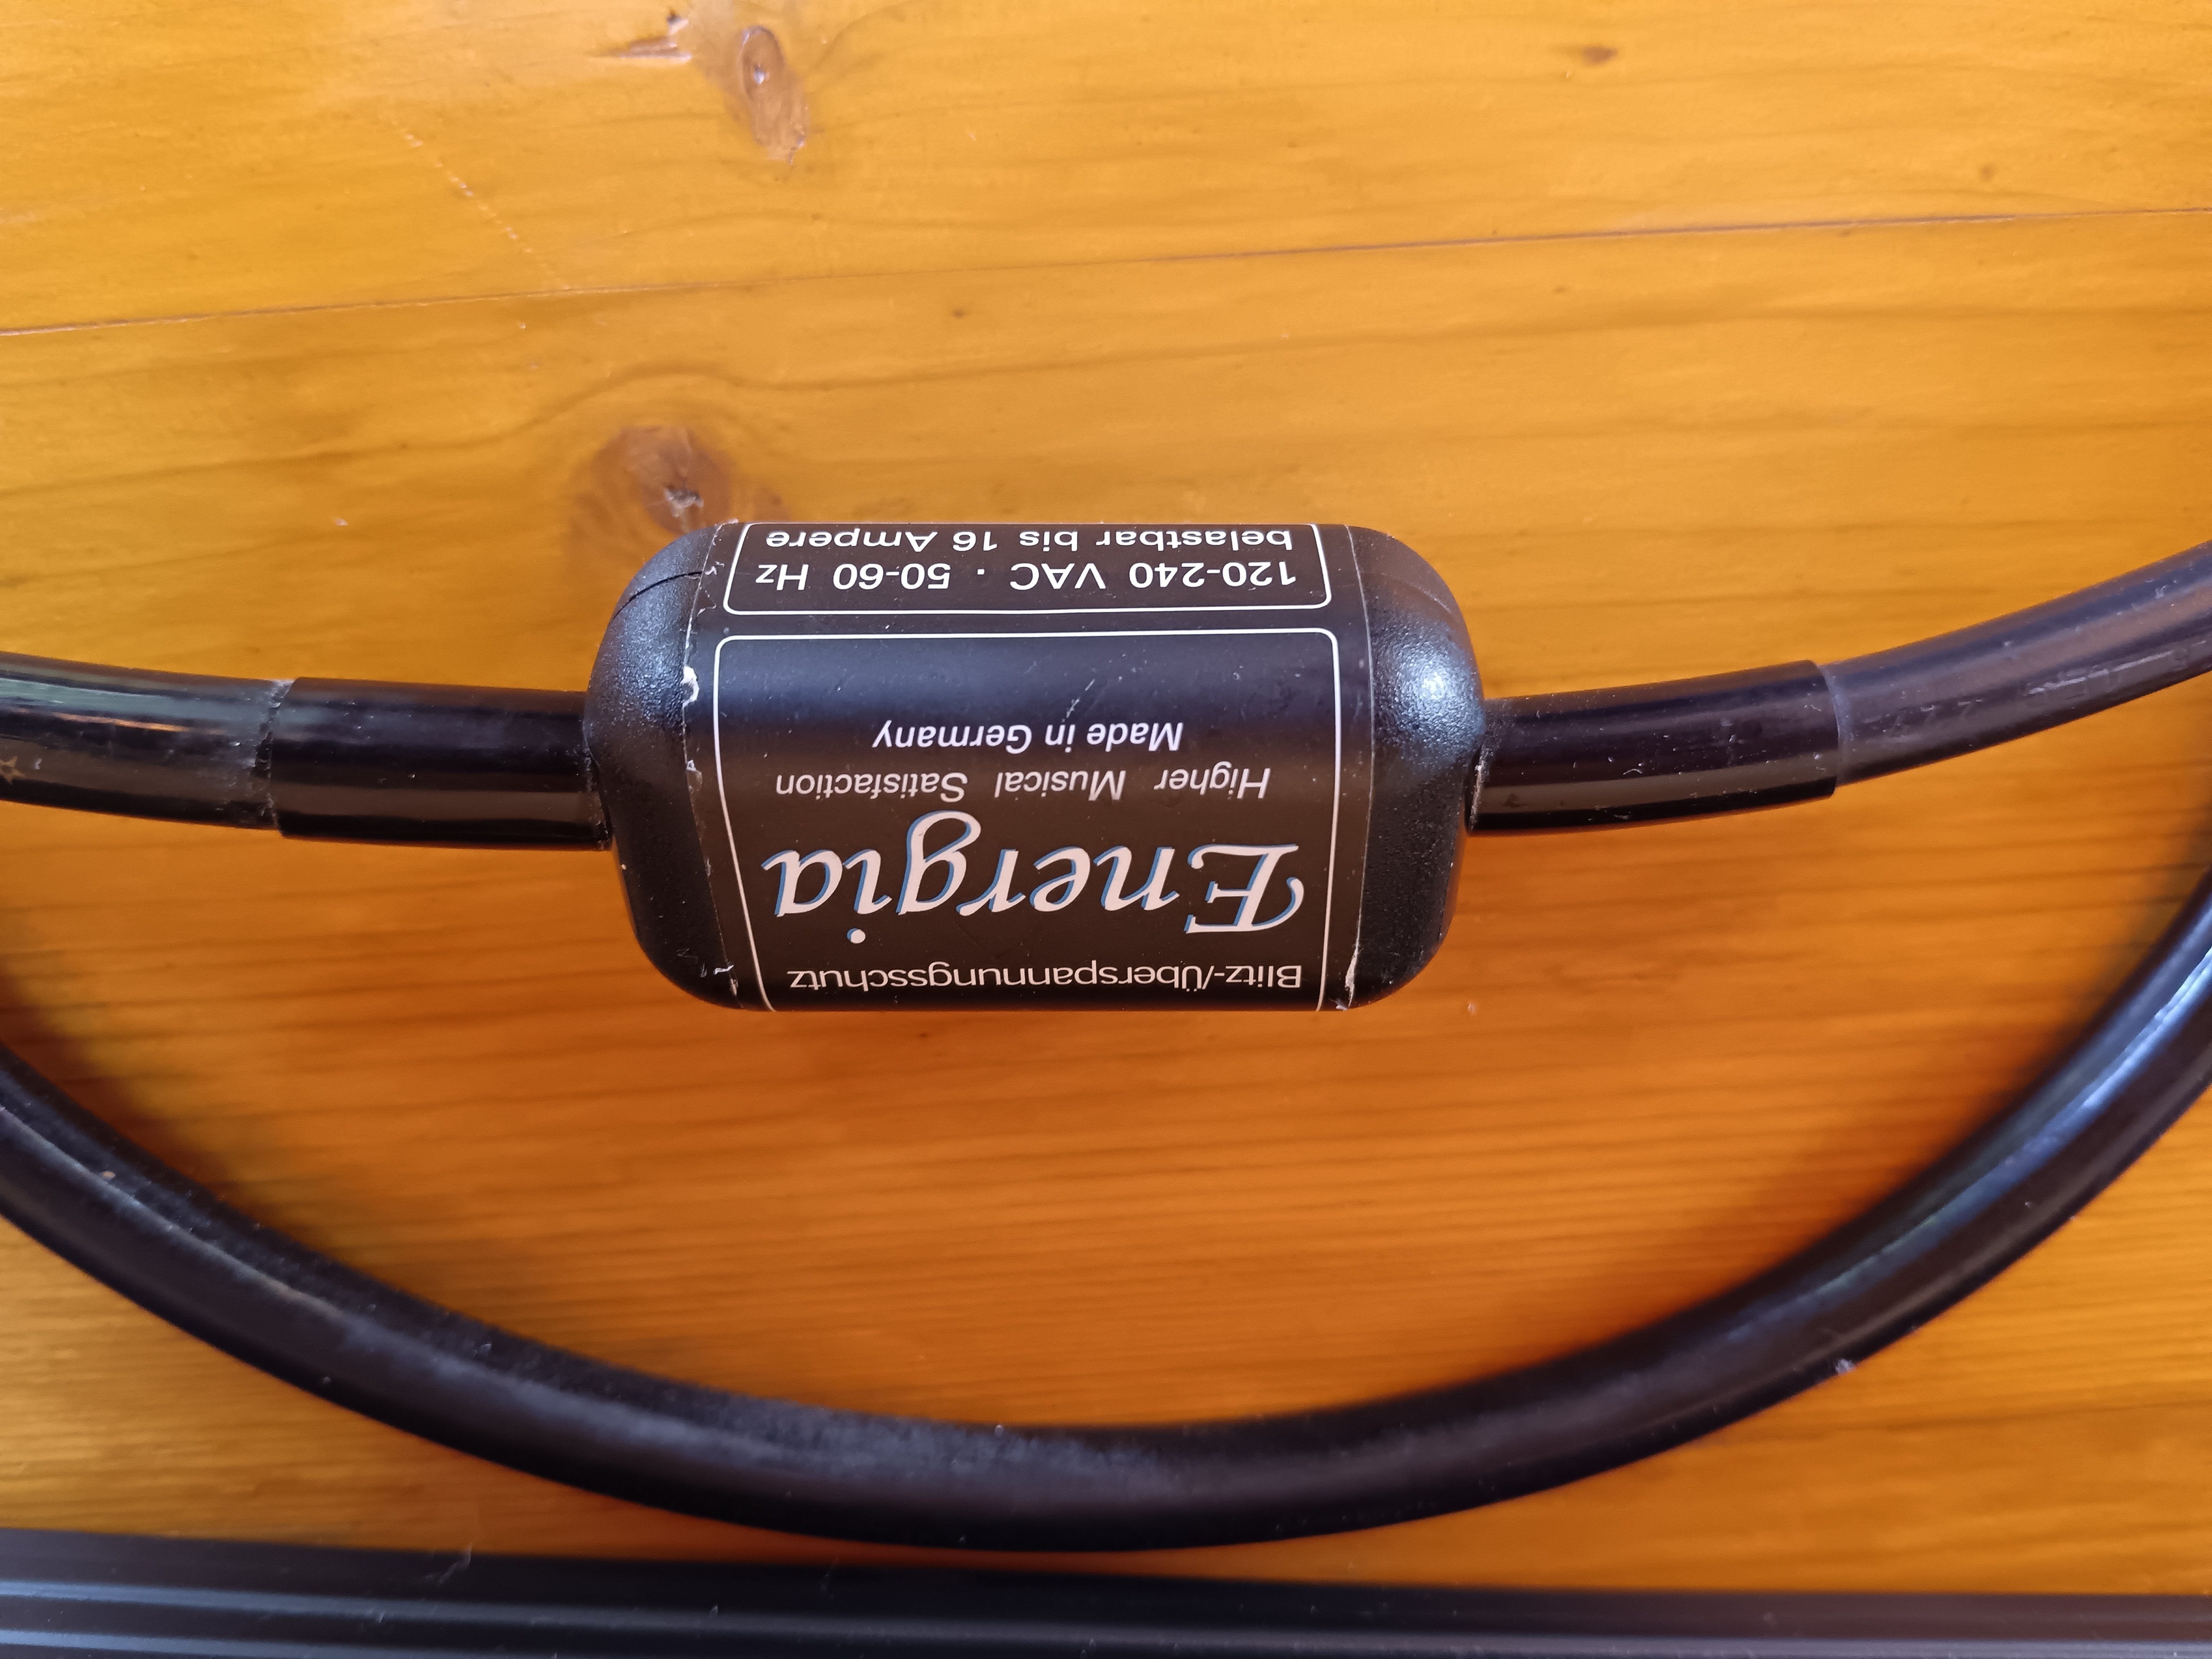 Blitz-/Überspannungsschutz
Energia
Higher Musical Satisfaction
Made in Germany
120-240 VAC · 50-60 Hz
belastbar bis 16 Ampere